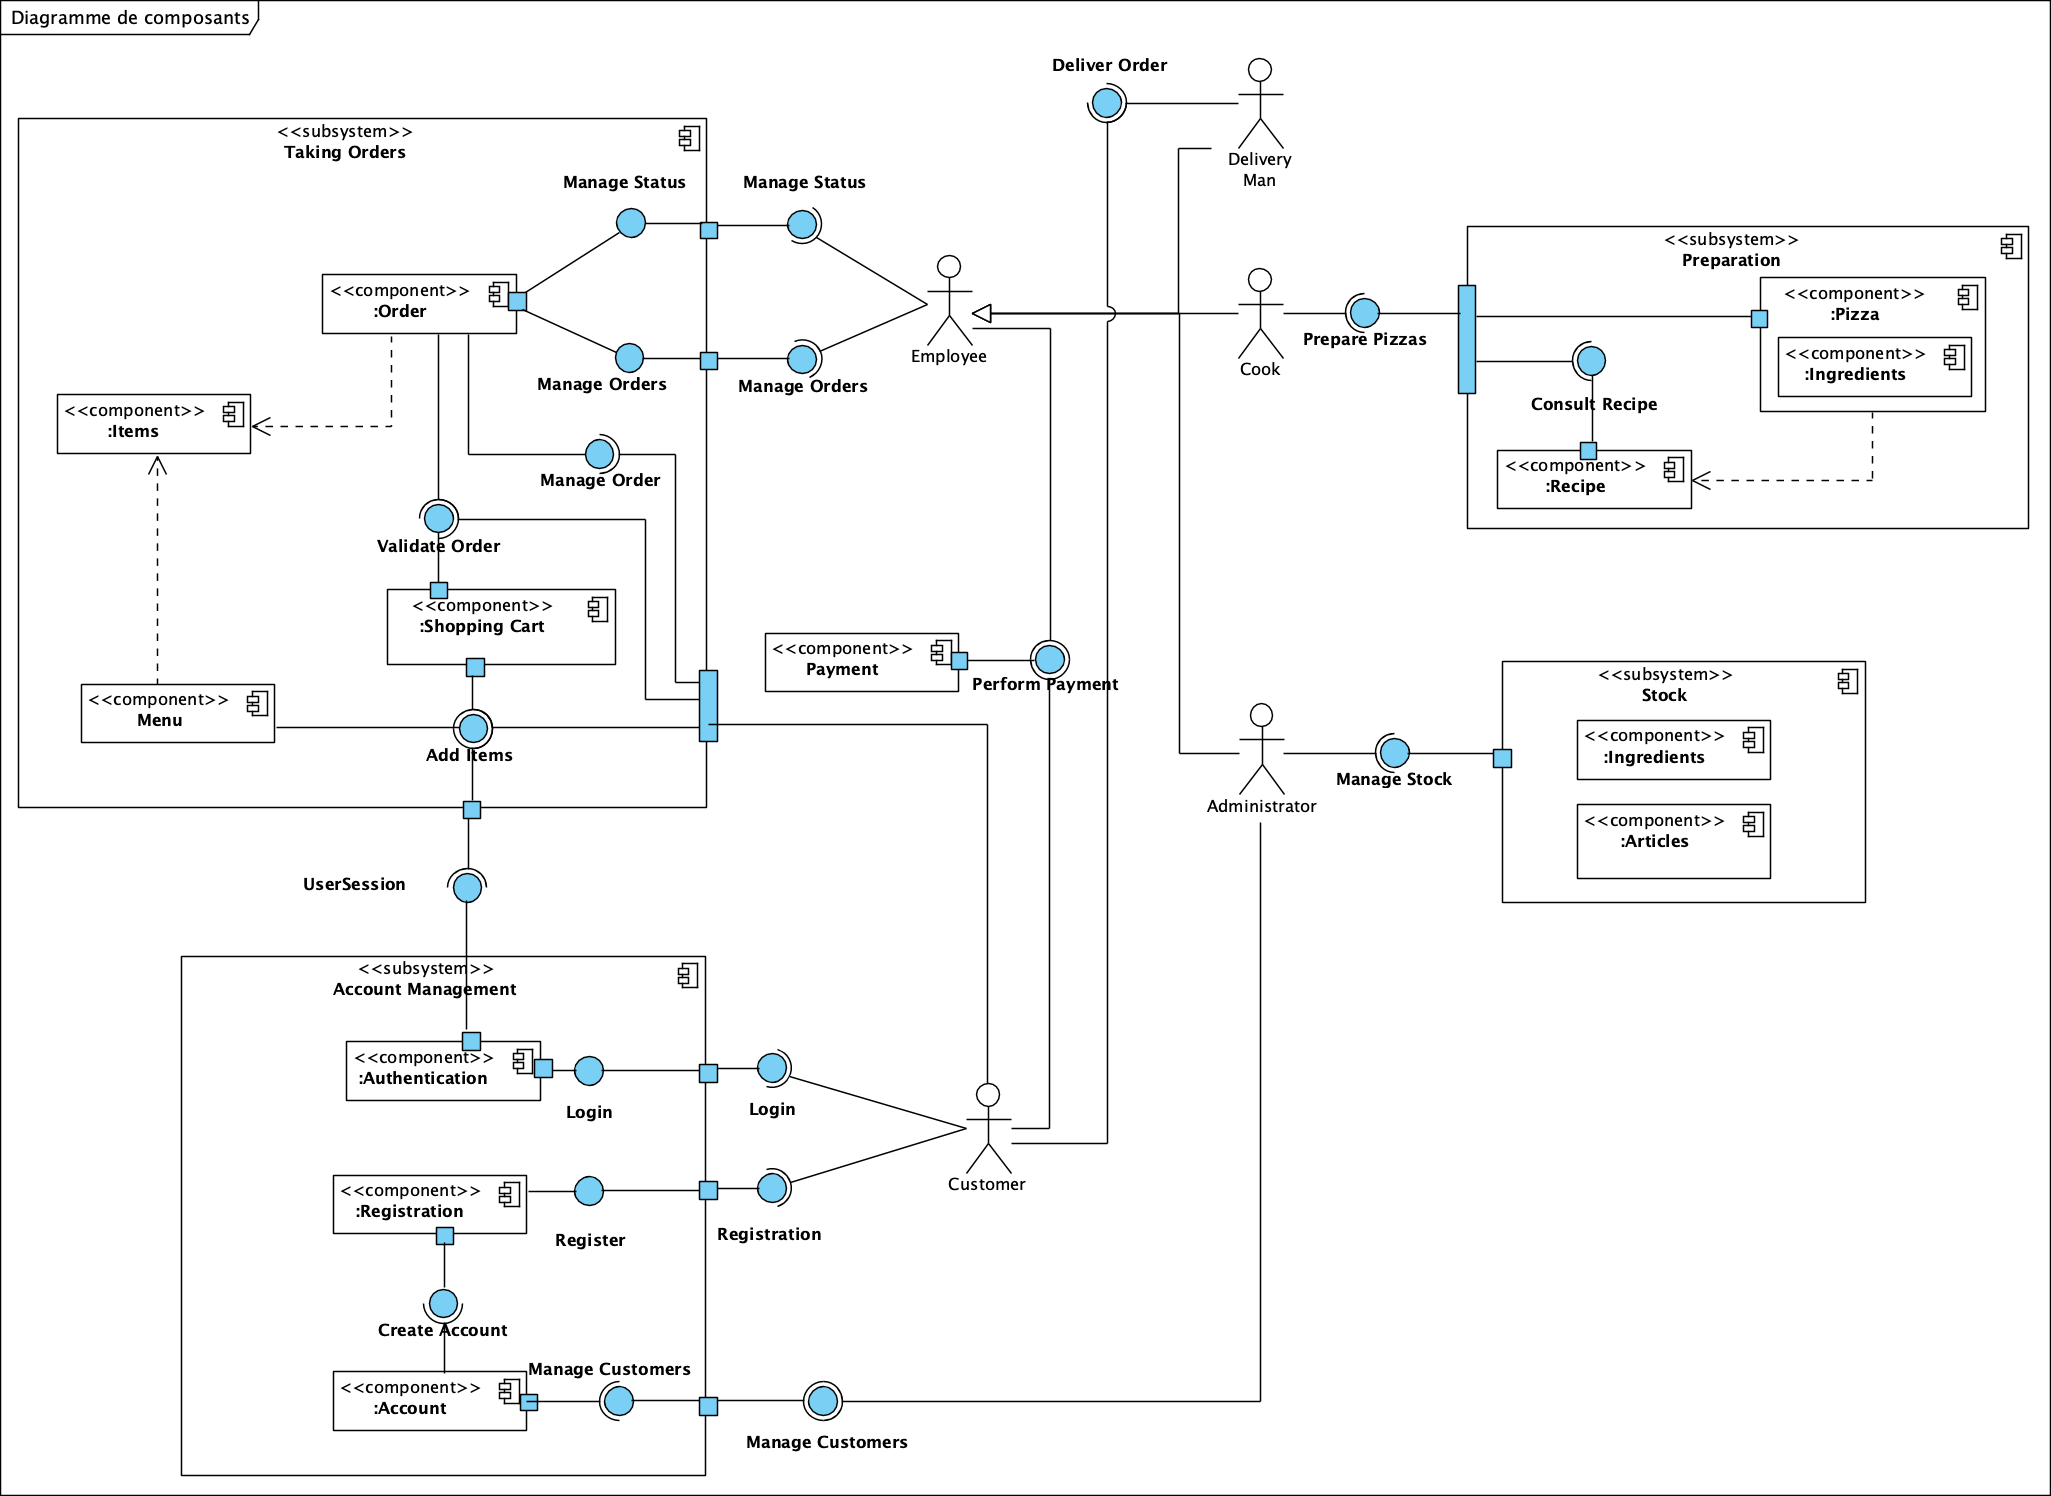 Diagramme de composants
Deliver Order
Delivery
Man
<<subsystem>>
Taking Orders
Manage Status
Manage Status
<<component>>
:Order
Manage Orders
Manage Orders
Employee
Cook
Prepare Pizzas
<<subsystem>>
Preparation
<<component>>
:Pizza
<<component>>
:Ingredients
Consult Recipe
<<component>>
:Recipe
<<component>>
:Items
Manage Order
Validate Order
<<component>>
:Shopping Cart
<<component>>
Menu
Add Items
<<component>>
Payment
Perform Payment
Administrator
Manage Stock
<<subsystem>>
Stock
<<component>>
:Ingredients
<<component>>
:Articles
UserSession
<<subsystem>>
Account Management
<<component>>
:Authentication
Login
Login
Customer
<<component>>
:Registration
Register
Registration
Create Account
<<component>>
:Account
Manage Customers
Manage Customers